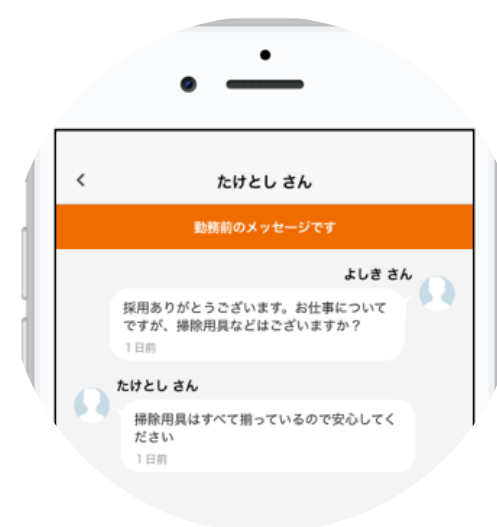 たけとし さん
勤務前のメッセージです
よしき さん
採用ありがとうございます。お仕事について
ですが、掃除用具などはございますか？
1日前
たけとし さん
掃除用具はすべて揃っているので安心してく
ださい
1日前